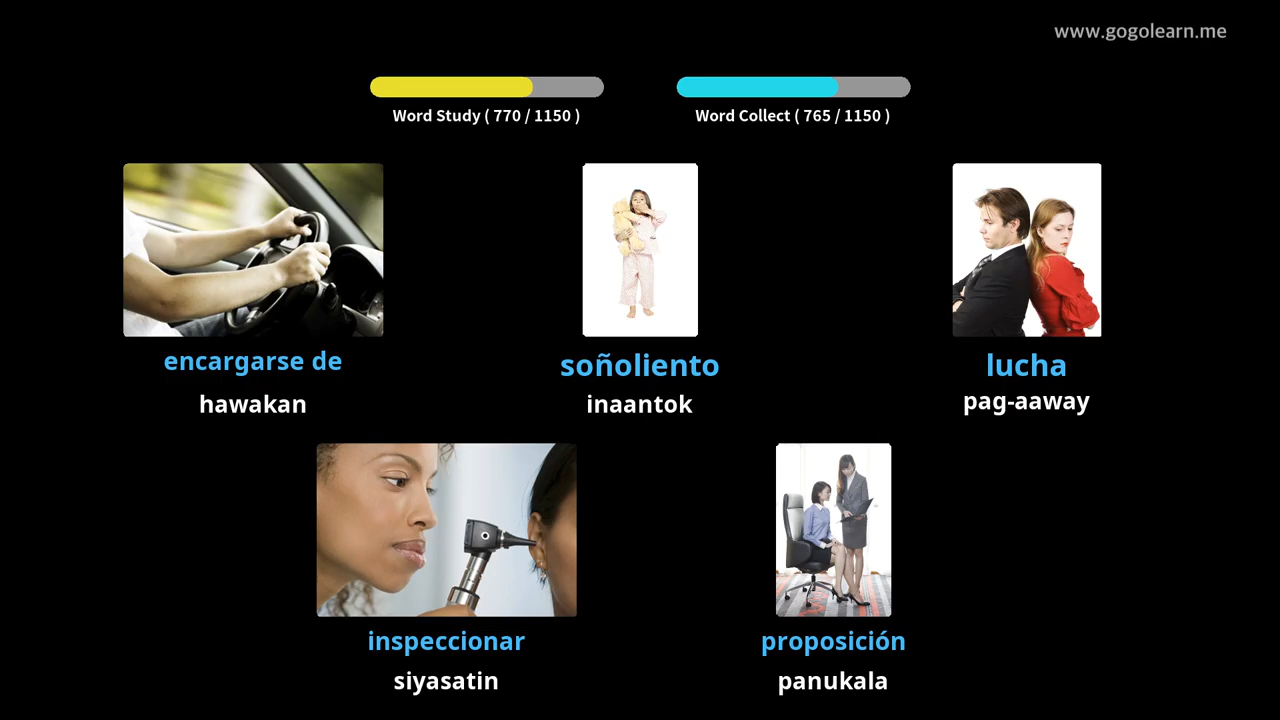 www.gogolearn.me
Word Study ( 770 / 1150 )
Word Collect ( 765 / 1150 )
encargarse de
hawakan
soñoliento
inaantok
lucha
pag-aaway
inspeccionar
siyasatin
proposición
panukala